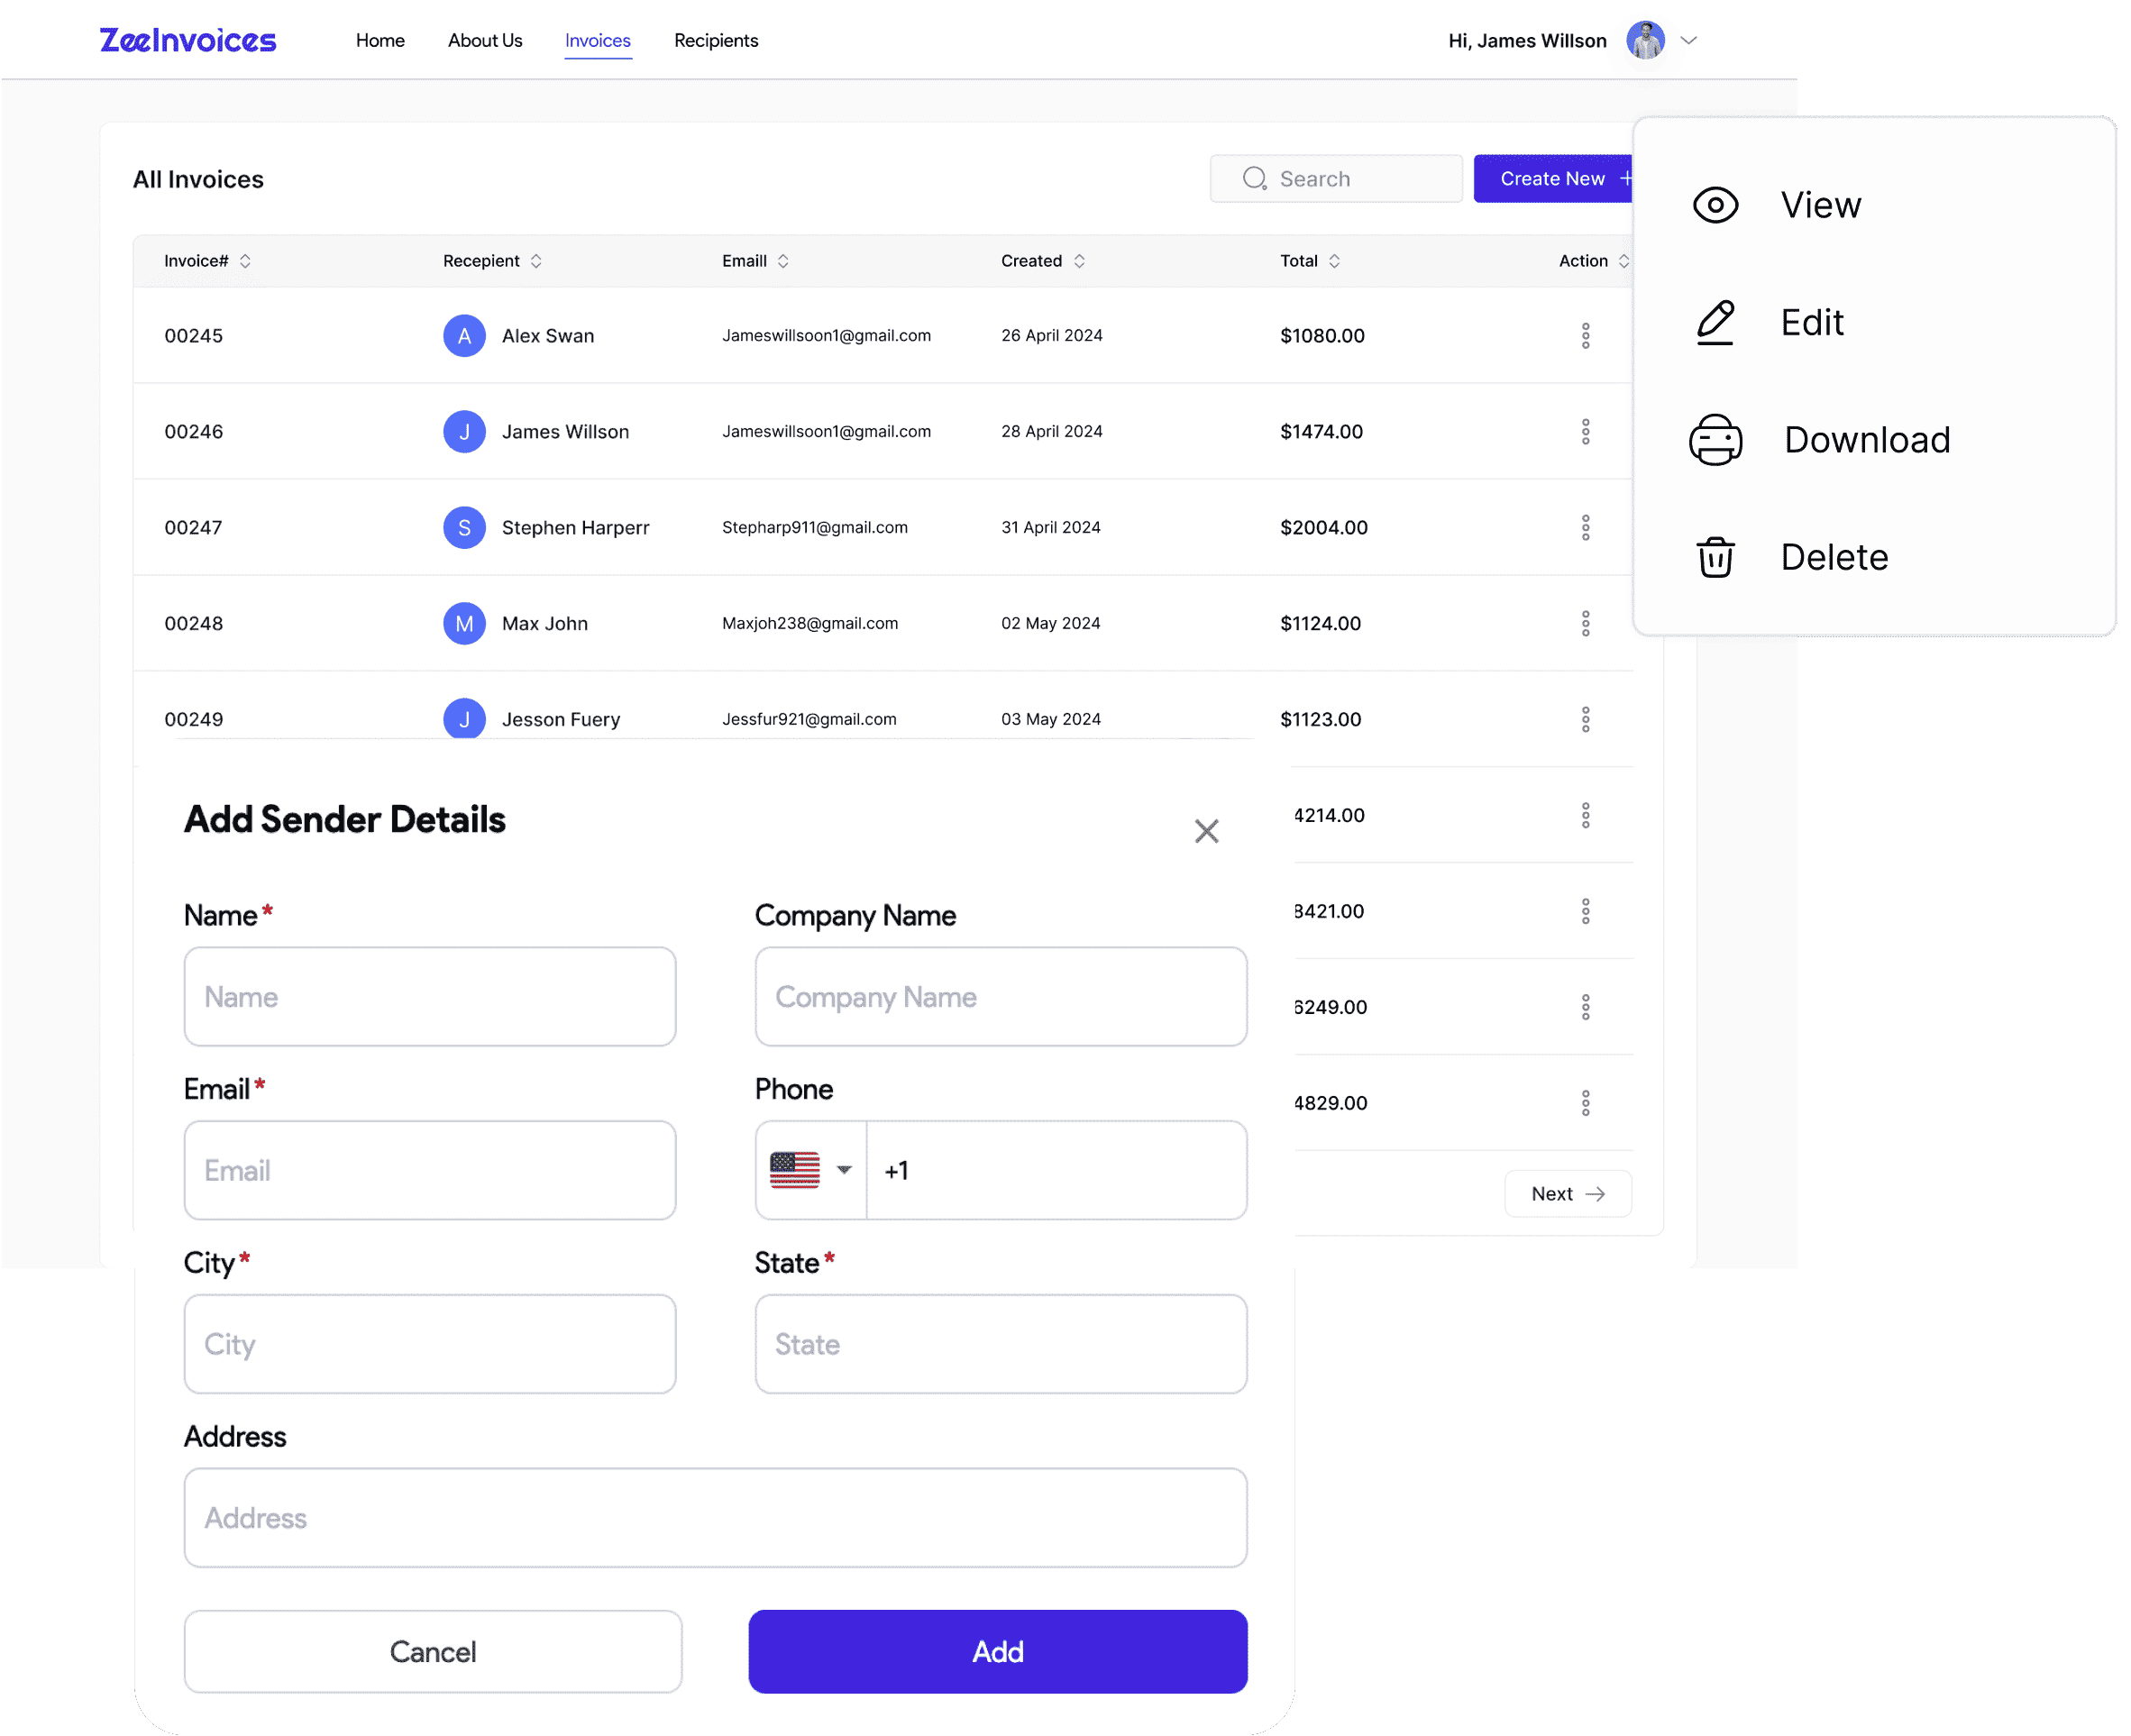 ZeeInvoices Home About Us Invoices Recipients Hi, James Willson
All Invoices Search Create New +
Invoice# Recepient Emaill Created Total Action
00245 A Alex Swan Jameswillsoon1@gmail.com 26 April 2024 $1080.00
00246 J James Willson Jameswillsoon1@gmail.com 28 April 2024 $1474.00
00247 S Stephen Harperr Stepharp911@gmail.com 31 April 2024 $2004.00
00248 M Max John Maxjoh238@gmail.com 02 May 2024 $1124.00
00249 J Jesson Fuery Jessfur921@gmail.com 03 May 2024 $1123.00
4214.00
8421.00
6249.00
4829.00
Next
View
Edit
Download
Delete
Add Sender Details
Name* Company Name
Name Company Name
Email* Phone
Email +1
City* State*
City State
Address
Address
Cancel Add